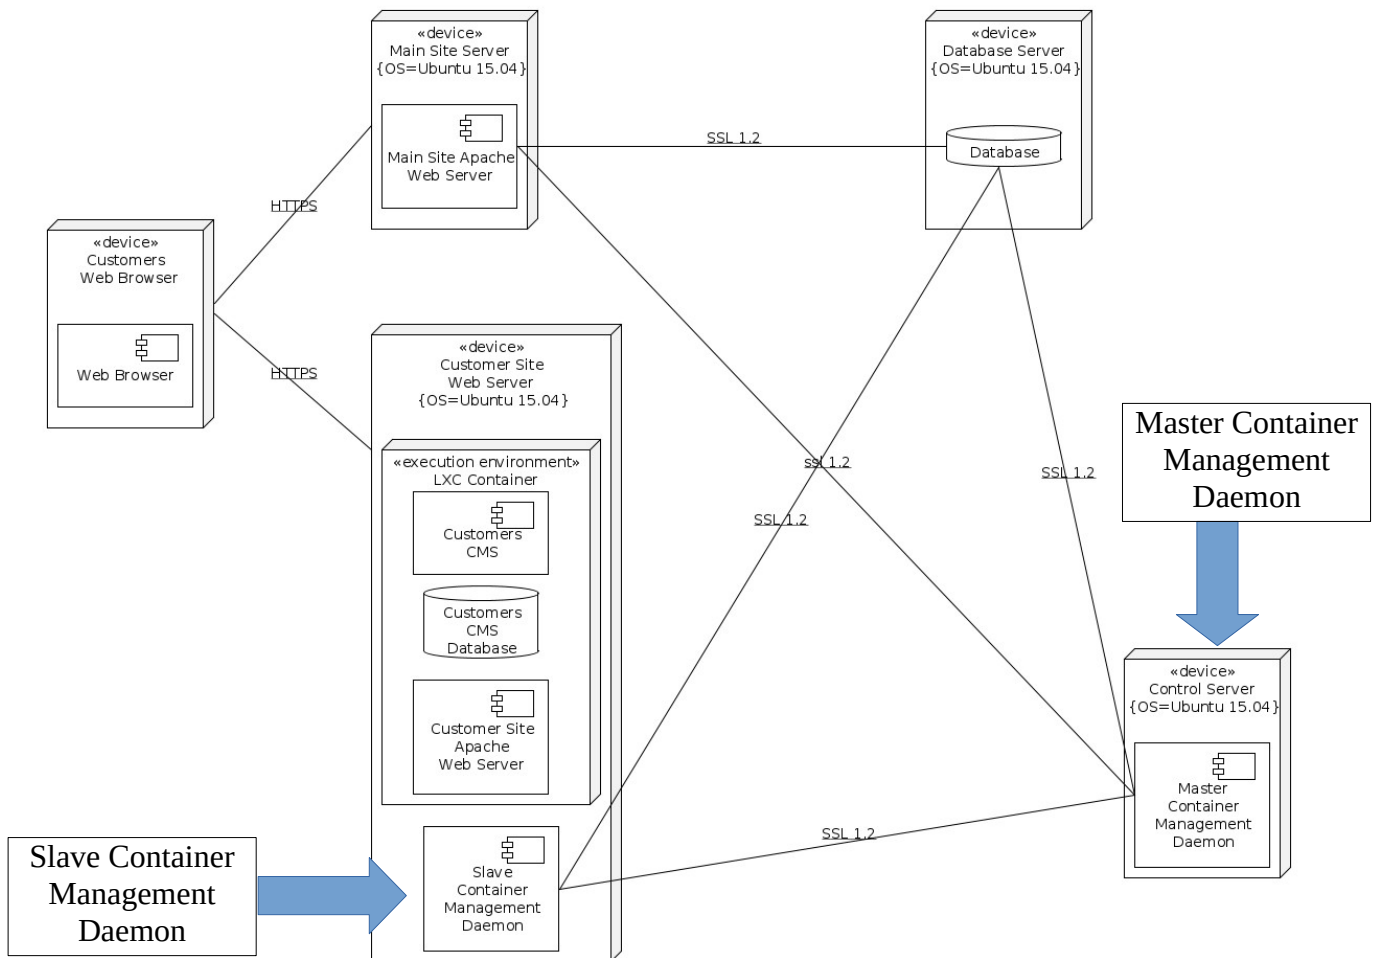 «device»
Main Site Server
{OS=Ubuntu 15.04}
Main Site Apache
Web Server
«device»
Database Server
{OS=Ubuntu 15.04}
Database
SSL 1.2
HTTPS
«device»
Customers
Web Browser
Web Browser
HTTPS
«device»
Customer Site
Web Server
{OS=Ubuntu 15.04}
«execution environment»
LXC Container
Customers
CMS
Customers
CMS
Database
Customer Site
Apache
Web Server
Slave
Container
Management
Daemon
ssl 1.2
SSL 1.2
SSL 1.2
SSL 1.2
Master Container
Management
Daemon
«device»
Control Server
{OS=Ubuntu 15.04}
Master
Container
Management
Daemon
Slave Container
Management
Daemon